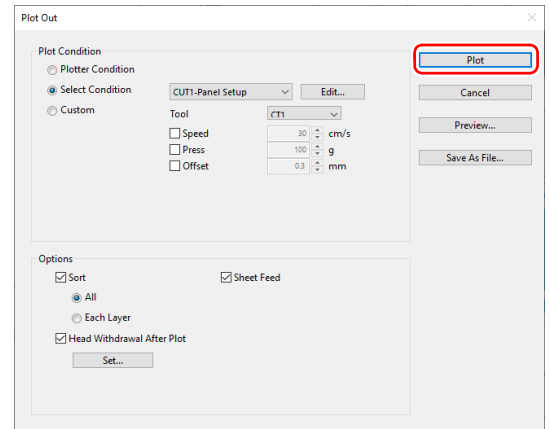 Plot Out
Plot Condition
Plotter Condition
Select Condition
CUT1-Panel Setup
Edit...
Custom
Tool
CT1
Speed
30
cm/s
Press
100
g
Offset
0.3
mm
Plot
Cancel
Preview...
Save As File...
Options
Sort
Sheet Feed
All
Each Layer
Head Withdrawal After Plot
Set...